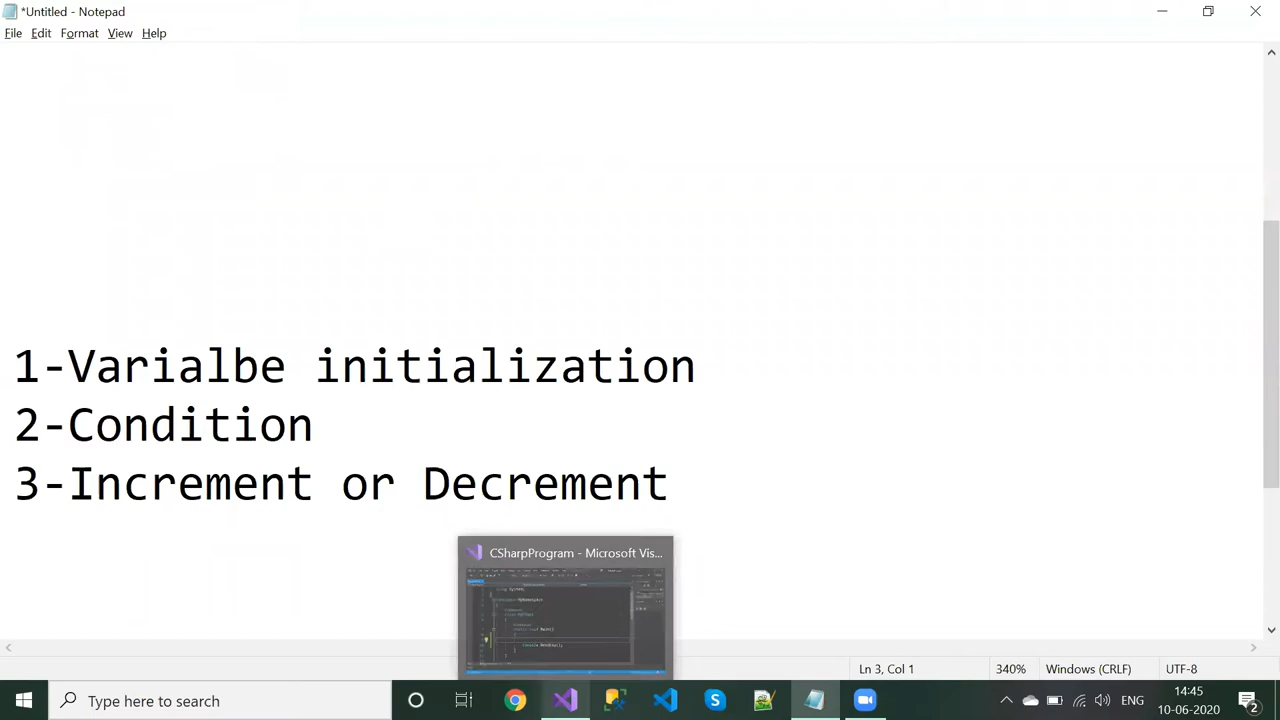 *Untitled - Notepad
File Edit Format View Help
1-Varialbe initialization
2-Condition
3-Increment or Decrement
CSharpProgram - Microsoft Vis...
Ln 3, Col 1
340%
(CRLF)
UTF-8
Type here to search
ENG
14:45
10-06-2020
2